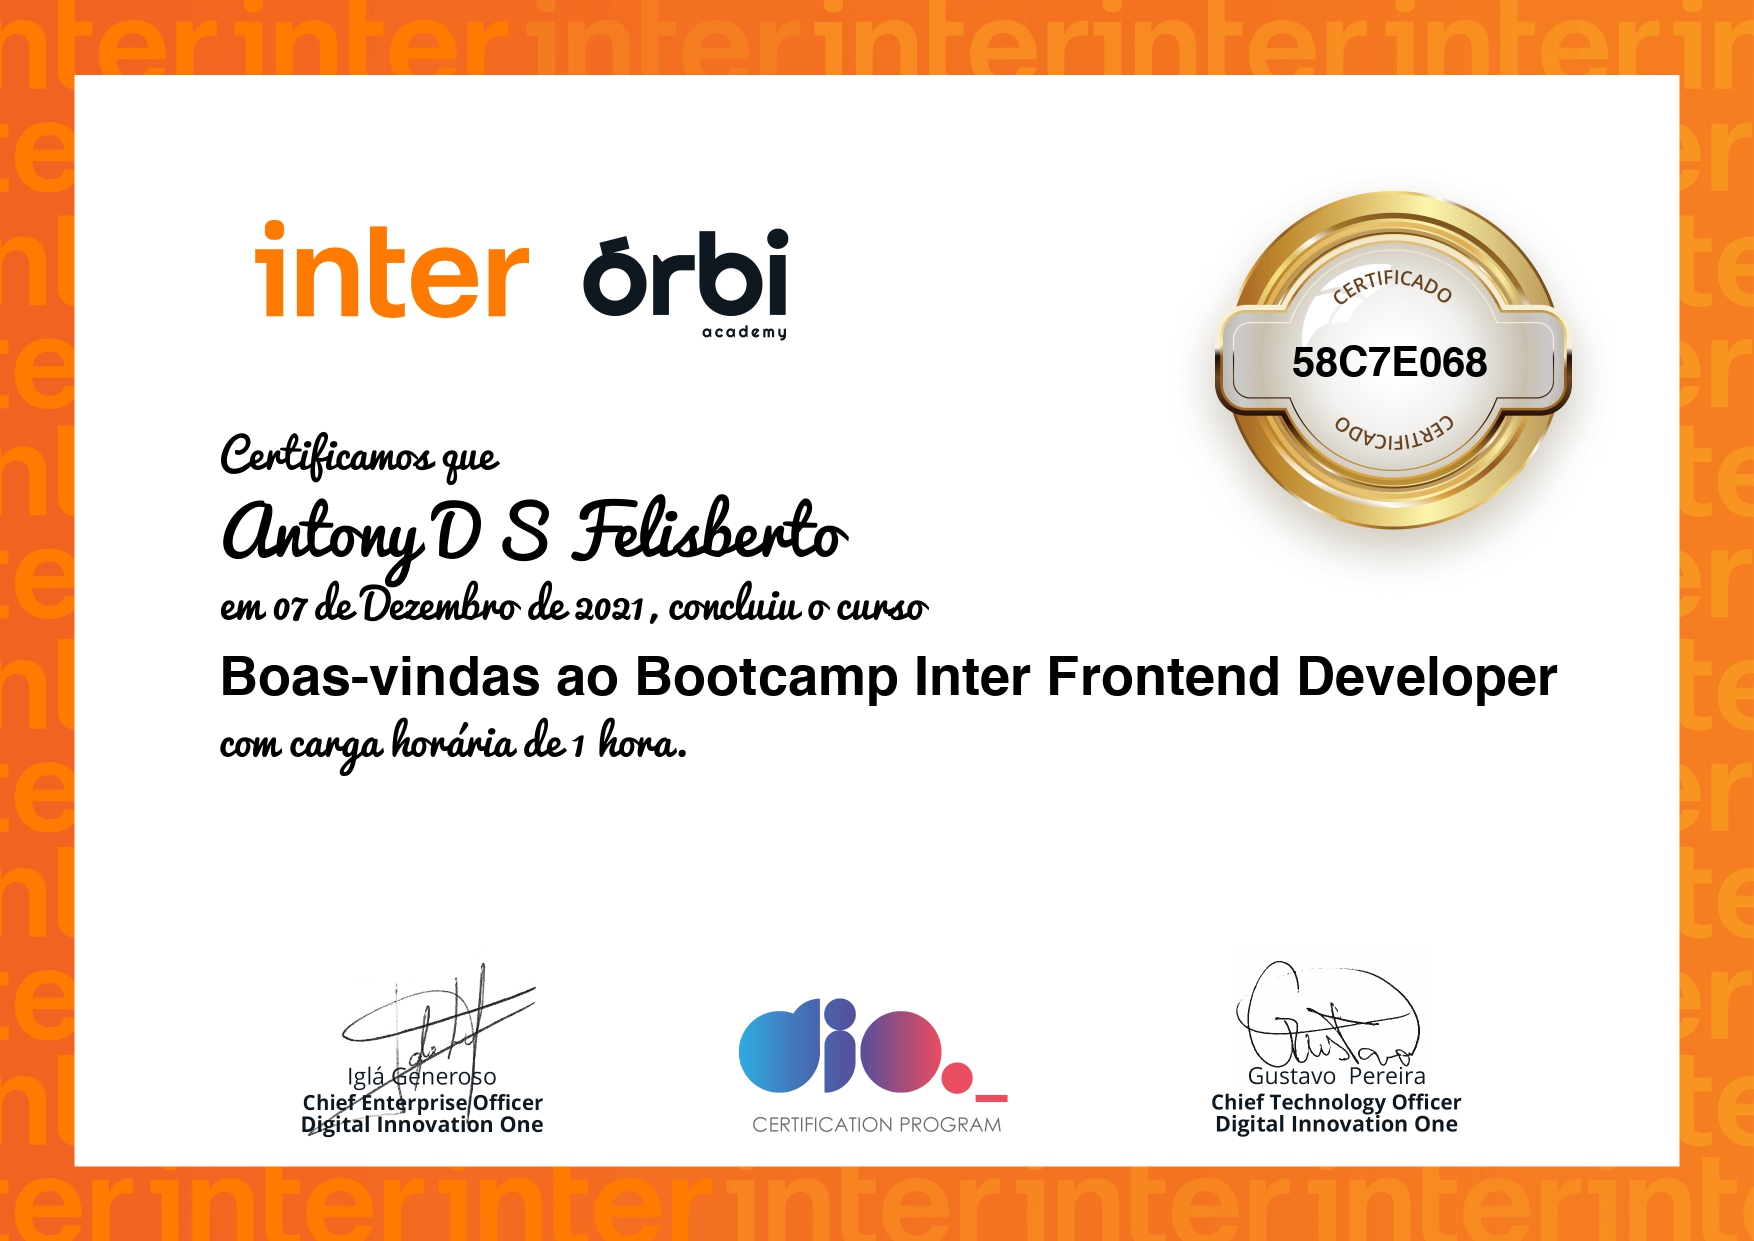 inter órbi
academy
CERTIFICADO
58C7E068
CERTIFICADO
Certificamos que
Antony D S Felisberto
em 07 de Dezembro de 2021, concluiu o curso
Boas-vindas ao Bootcamp Inter Frontend Developer
com carga horária de 1 hora.
Iglá Generoso
Chief Enterprise Officer
Digital Innovation One
dio._
CERTIFICATION PROGRAM
Gustavo
Gustavo Pereira
Chief Technology Officer
Digital Innovation One